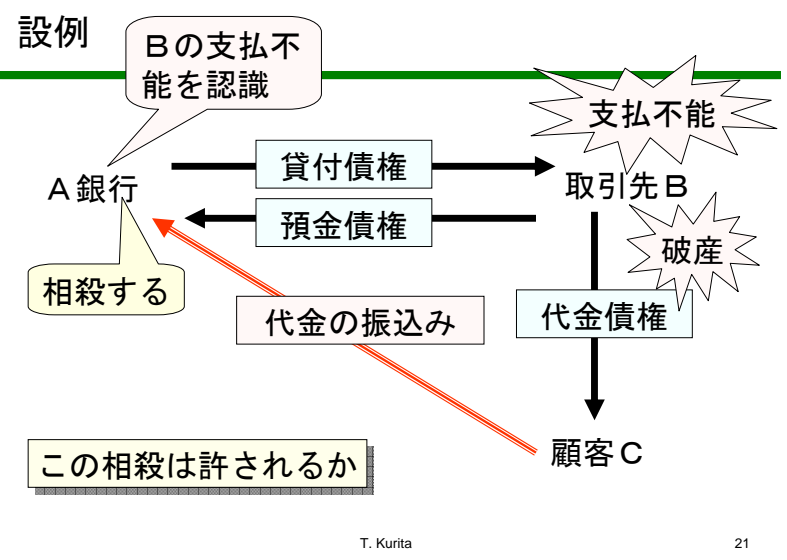 設例
Ｂの支払不
能を認識
支払不能
貸付債権
Ａ銀行
取引先Ｂ
預金債権
破産
相殺する
代金の振込み
代金債権
顧客Ｃ
この相殺は許されるか
T. Kurita
21